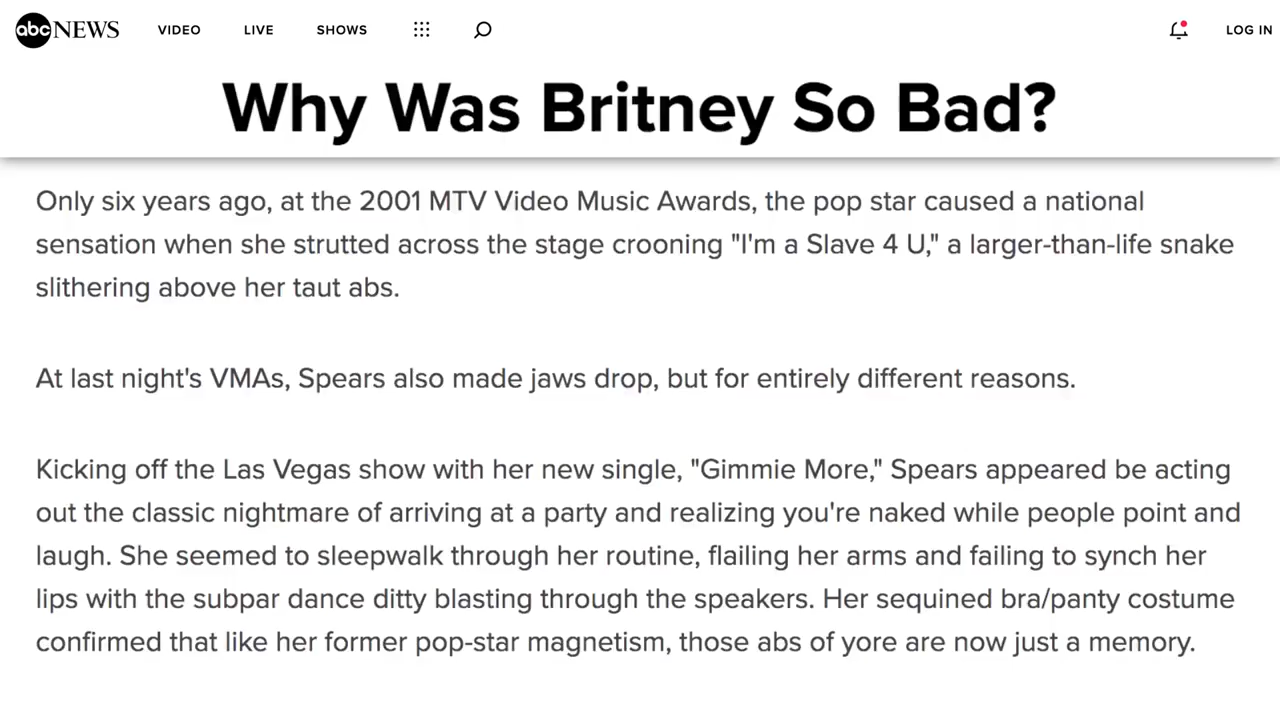 abc NEWS VIDEO LIVE SHOWS LOG IN
Why Was Britney So Bad?
Only six years ago, at the 2001 MTV Video Music Awards, the pop star caused a national
sensation when she strutted across the stage crooning "I'm a Slave 4 U," a larger-than-life snake
slithering above her taut abs.
At last night's VMAs, Spears also made jaws drop, but for entirely different reasons.
Kicking off the Las Vegas show with her new single, "Gimmie More," Spears appeared be acting
out the classic nightmare of arriving at a party and realizing you're naked while people point and
laugh. She seemed to sleepwalk through her routine, flailing her arms and failing to synch her
lips with the subpar dance ditty blasting through the speakers. Her sequined bra/panty costume
confirmed that like her former pop-star magnetism, those abs of yore are now just a memory.